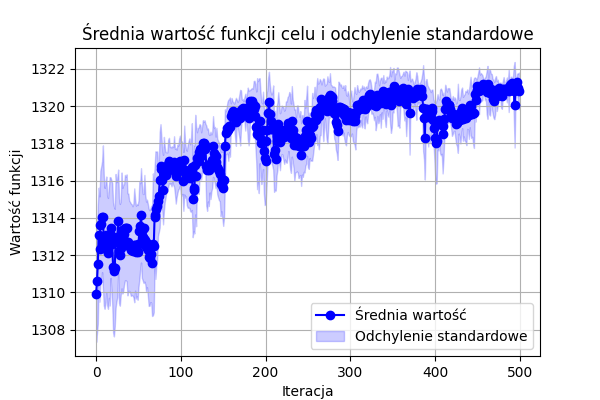 Średnia wartość funkcji celu i odchylenie standardowe
Wartość funkcji
1322
1320
1318
1316
1314
1312
1310
1308
0 100 200 300 400 500
Iteracja
Średnia wartość
Odchylenie standardowe